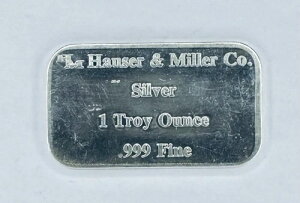 Hauser & Miller Co.
Silver
1 Troy Ounce
.999 Fine